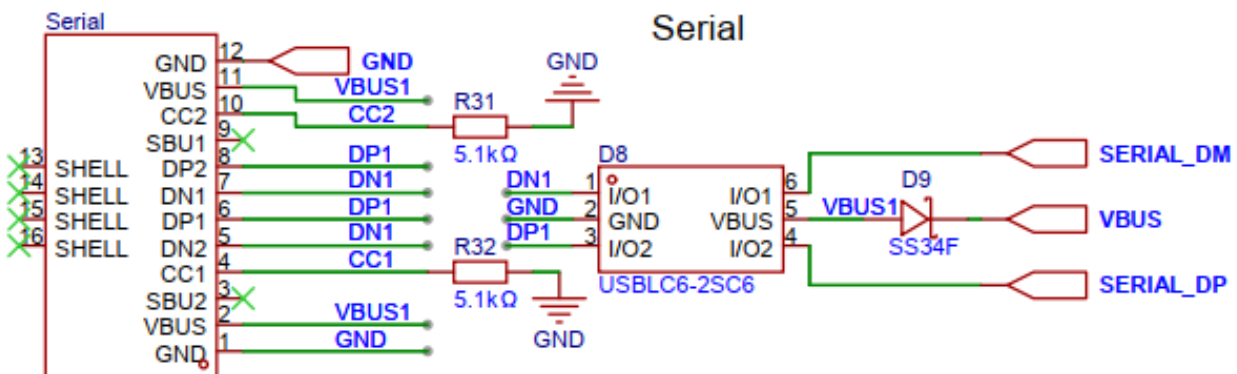 Serial
Serial
GND 12 GND
VBUS 11 VBUS1
CC2 10 CC2
R31
5.1kΩ
GND
SBU1 9
13 SHELL
14 SHELL
15 SHELL
16 SHELL
DP2 8 DP1
DN1 7 DN1
DP1 6 DP1
DN2 5 DN1
CC1 4 CC1
R32
5.1kΩ
GND
SBU2 3
VBUS 2 VBUS1
GND 1 GND
D8
DN1 1 I/O1 I/O1 6 SERIAL_DM
GND 2 GND VBUS 5 VBUS1 D9 VBUS
SS34F
DP1 3 I/O2 I/O2 4 SERIAL_DP
USBLC6-2SC6